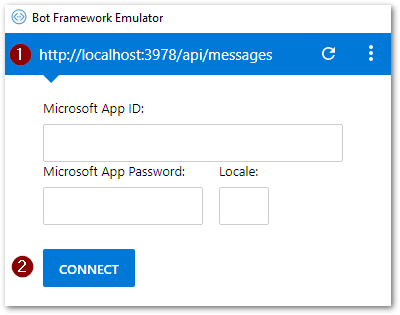 Bot Framework Emulator
1 http://localhost:3978/api/messages
Microsoft App ID:
Microsoft App Password: Locale:
2 CONNECT